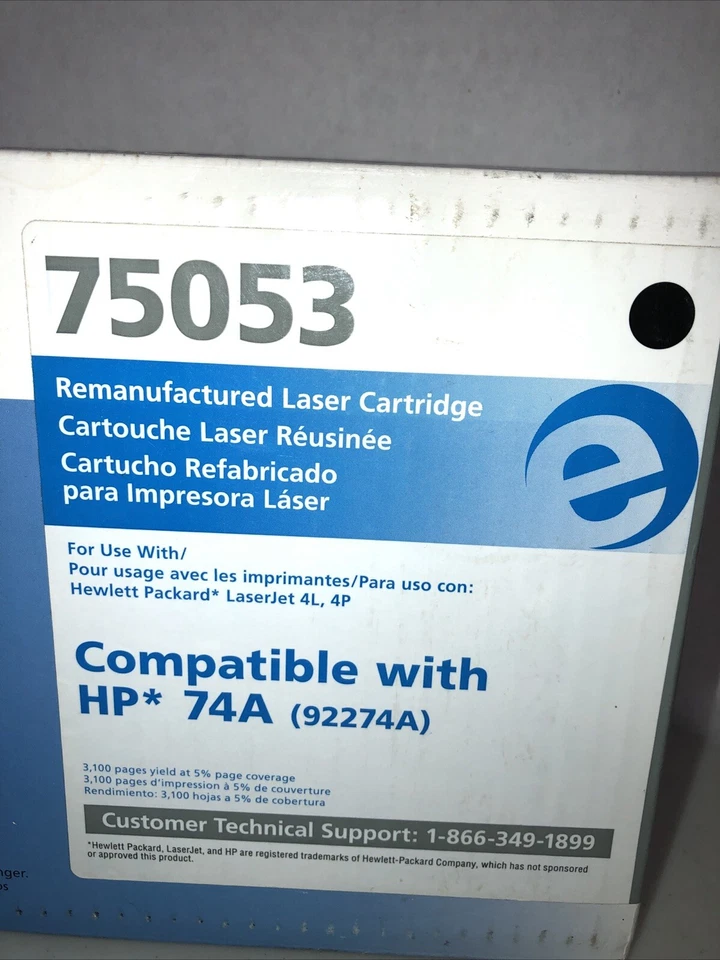 75053
Remanufactured Laser Cartridge
Cartouche Laser Réusinée
Cartucho Refabricado
para Impresora Láser
e
For Use With/
Pour usage avec les imprimantes/Para uso con:
Hewlett Packard* LaserJet 4L, 4P
Compatible with
HP* 74A (92274A)
3,100 pages yield at 5% page coverage
3,100 pages d'impression à 5% de couverture
Rendimiento: 3,100 hojas a 5% de cobertura
Customer Technical Support: 1-866-349-1899
*Hewlett Packard, LaserJet, and HP are registered trademarks of Hewlett-Packard Company, which has not sponsored
or approved this product.